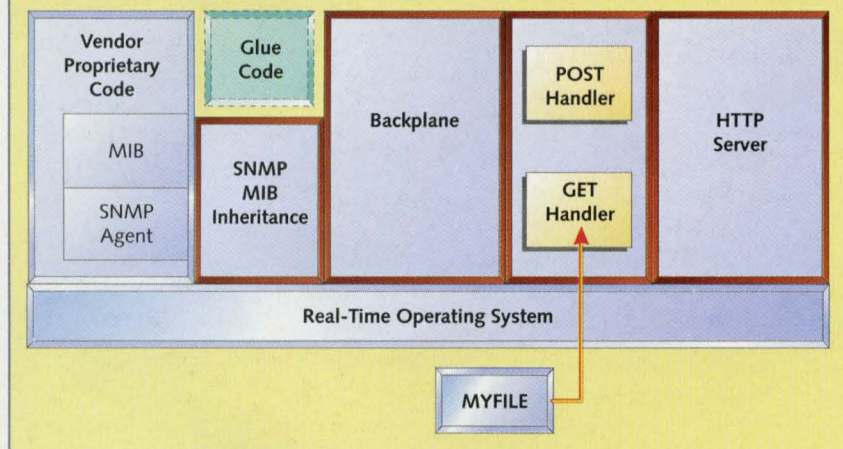 Vendor
Proprietary
Code
MIB
SNMP
Agent
Glue
Code
SNMP
MIB
Inheritance
Backplane
POST
Handler
GET
Handler
HTTP
Server
Real-Time Operating System
MYFILE